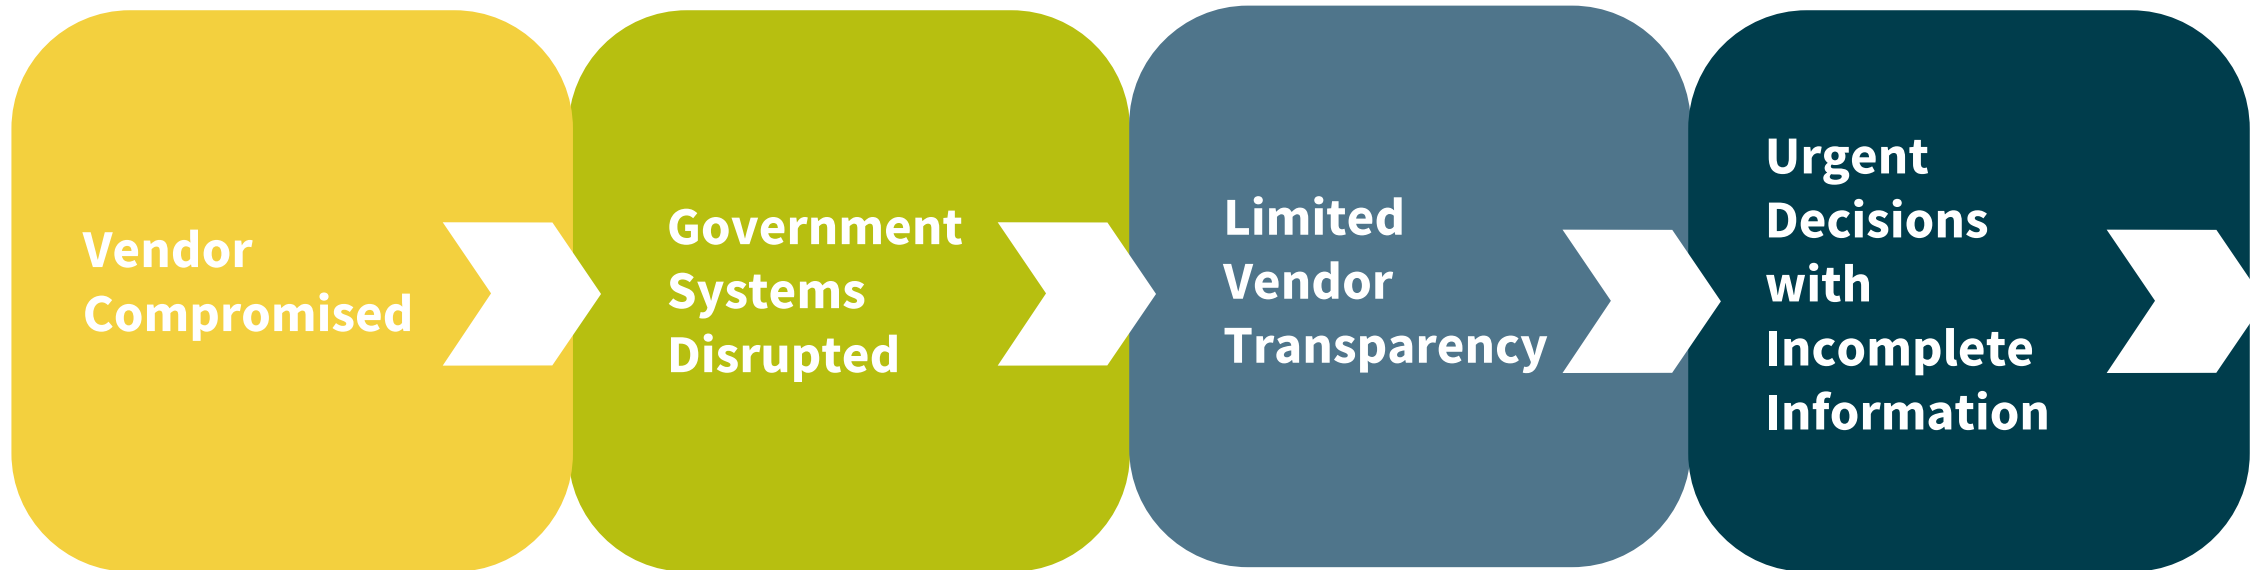 Vendor
Compromised
Government
Systems
Disrupted
Limited
Vendor
Transparency
Urgent
Decisions
with
Incomplete
Information